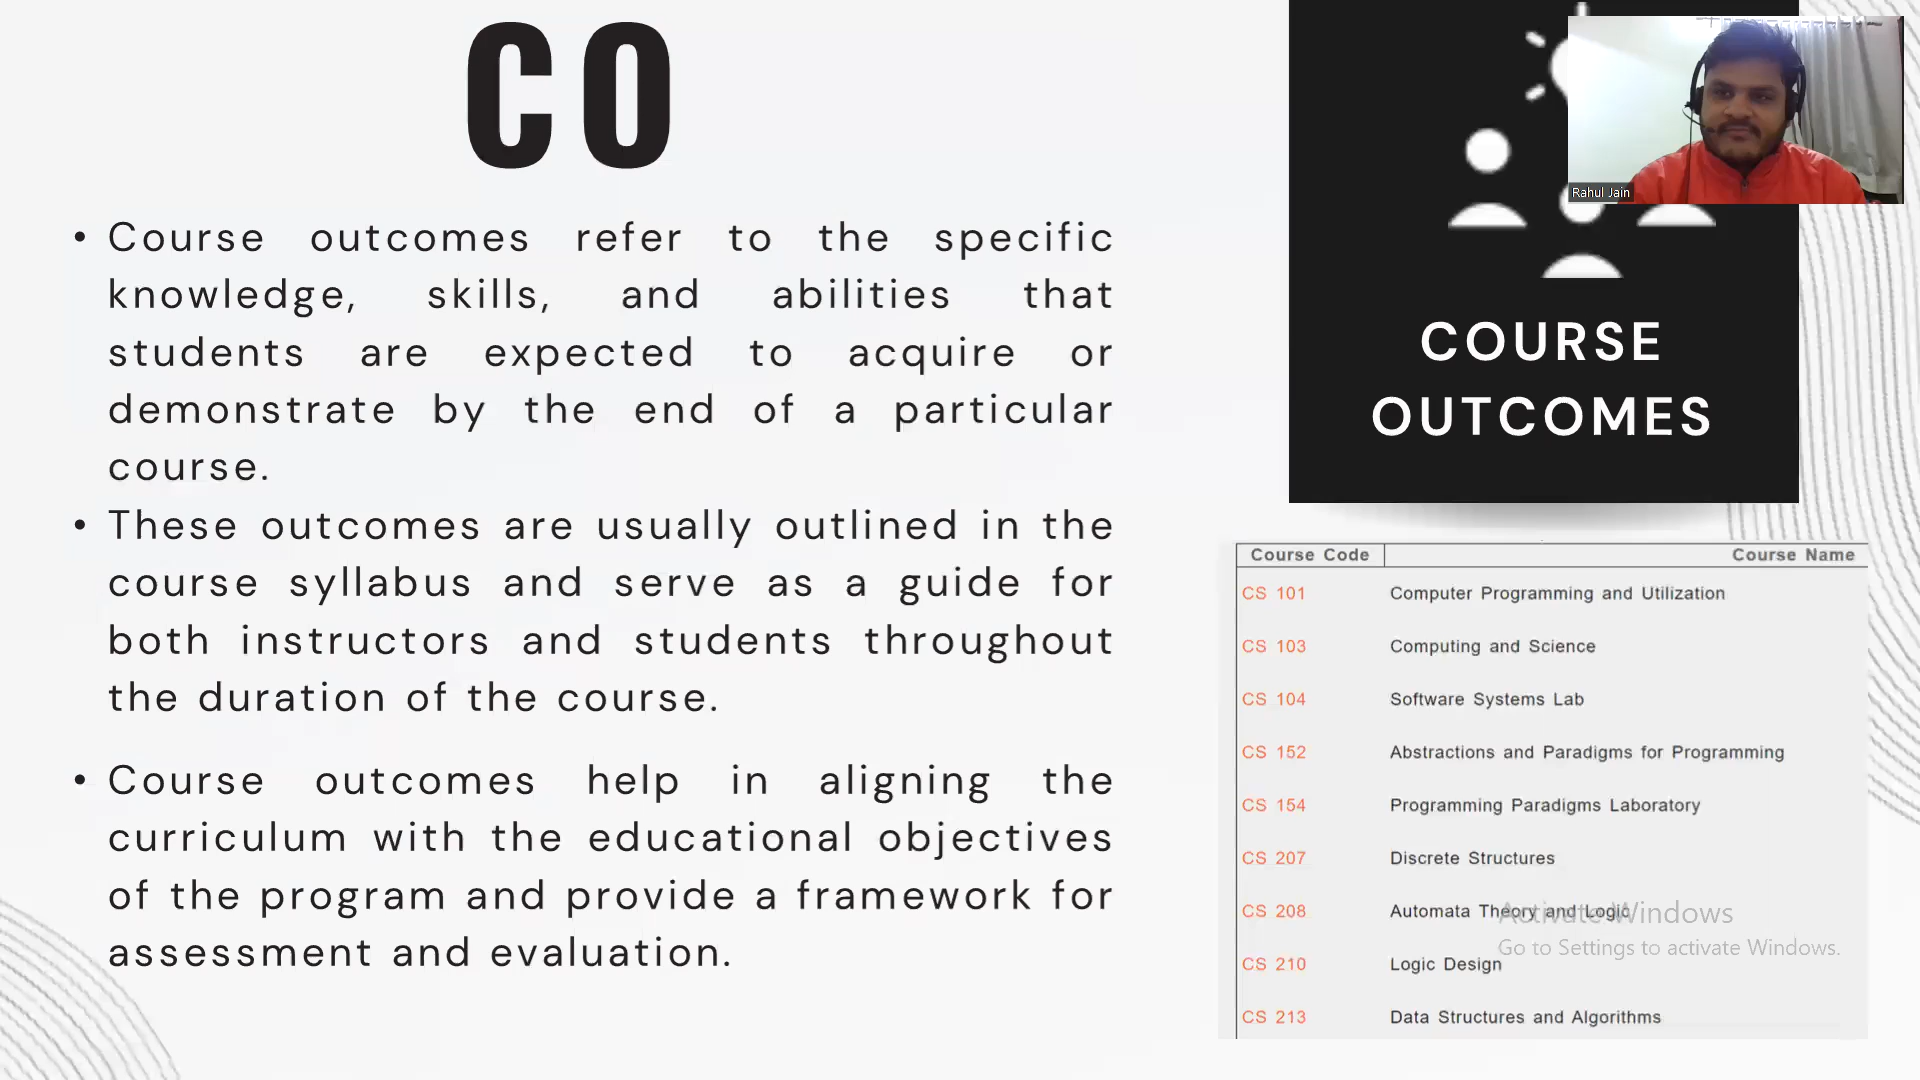 CO
• Course outcomes refer to the specific
knowledge, skills, and abilities that
students are expected to acquire or
demonstrate by the end of a particular
course.
• These outcomes are usually outlined in the
course syllabus and serve as a guide for
both instructors and students throughout
the duration of the course.
• Course outcomes help in aligning the
curriculum with the educational objectives
of the program and provide a framework for
assessment and evaluation.
Rahul Jain
COURSE
OUTCOMES
Course Code Course Name
CS 101 Computer Programming and Utilization
CS 103 Computing and Science
CS 104 Software Systems Lab
CS 152 Abstractions and Paradigms for Programming
CS 154 Programming Paradigms Laboratory
CS 207 Discrete Structures
CS 208 Automata Theory and Logic
CS 210 Logic Design
CS 213 Data Structures and Algorithms
Activate Windows
Go to Settings to activate Windows.